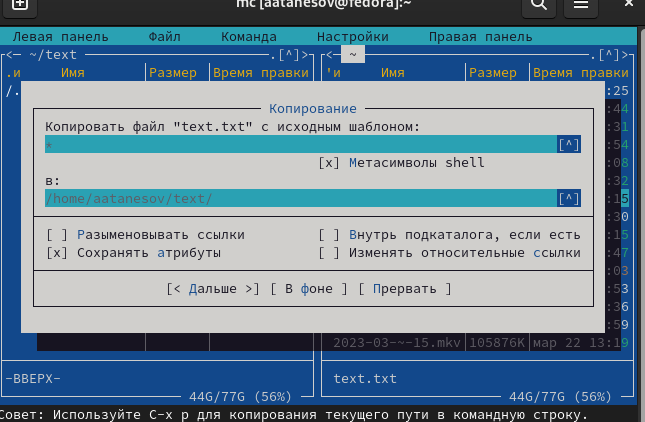 mc [aatanesov@fedora]:~
Левая панель Файл Команда Настройки Правая панель
<— ~/text .[^]> <— ~ .[^]>
.и Имя Размер Время правки 'и Имя Размер Время правки
/. :25
:44
Копирование
Копировать файл "text.txt" с исходным шаблоном: :31
* [^] :54
[x] Метасимволы shell :08
в: :32
/home/aatanesov/text/ [^] :15
:30
[ ] Разыменовывать ссылки [ ] Внутрь подкаталога, если есть :15
[x] Сохранять атрибуты [ ] Изменять относительные ссылки :47
:03
[< Дальше >] [ В фоне ] [ Прервать ] :53
:36
:59
2023-03-~-15.mkv 105876K мар 22 13:19
-ВВЕРХ- text.txt
44G/77G (56%) 44G/77G (56%)
Совет: Используйте C-x p для копирования текущего пути в командную строку.